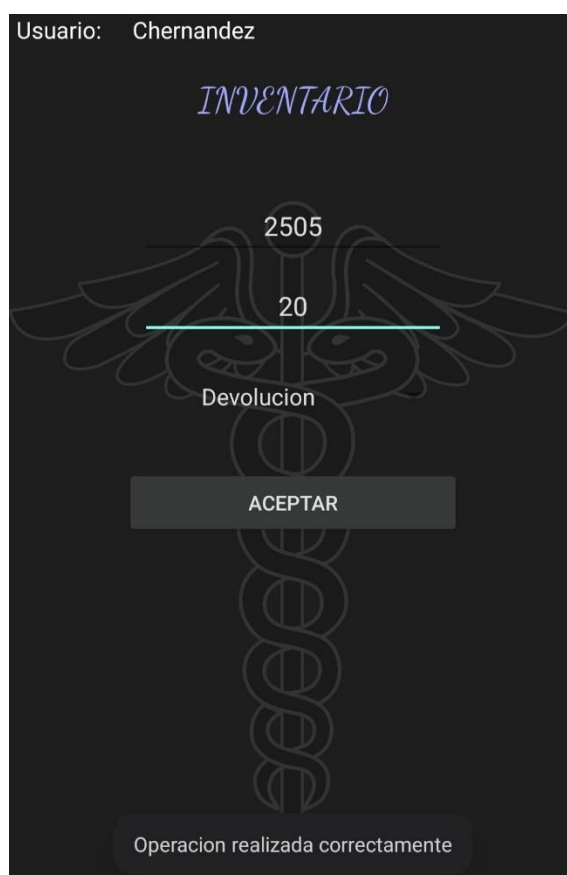 Usuario: Chernandez
INVENTARIO
2505
20
Devolucion
ACEPTAR
Operacion realizada correctamente